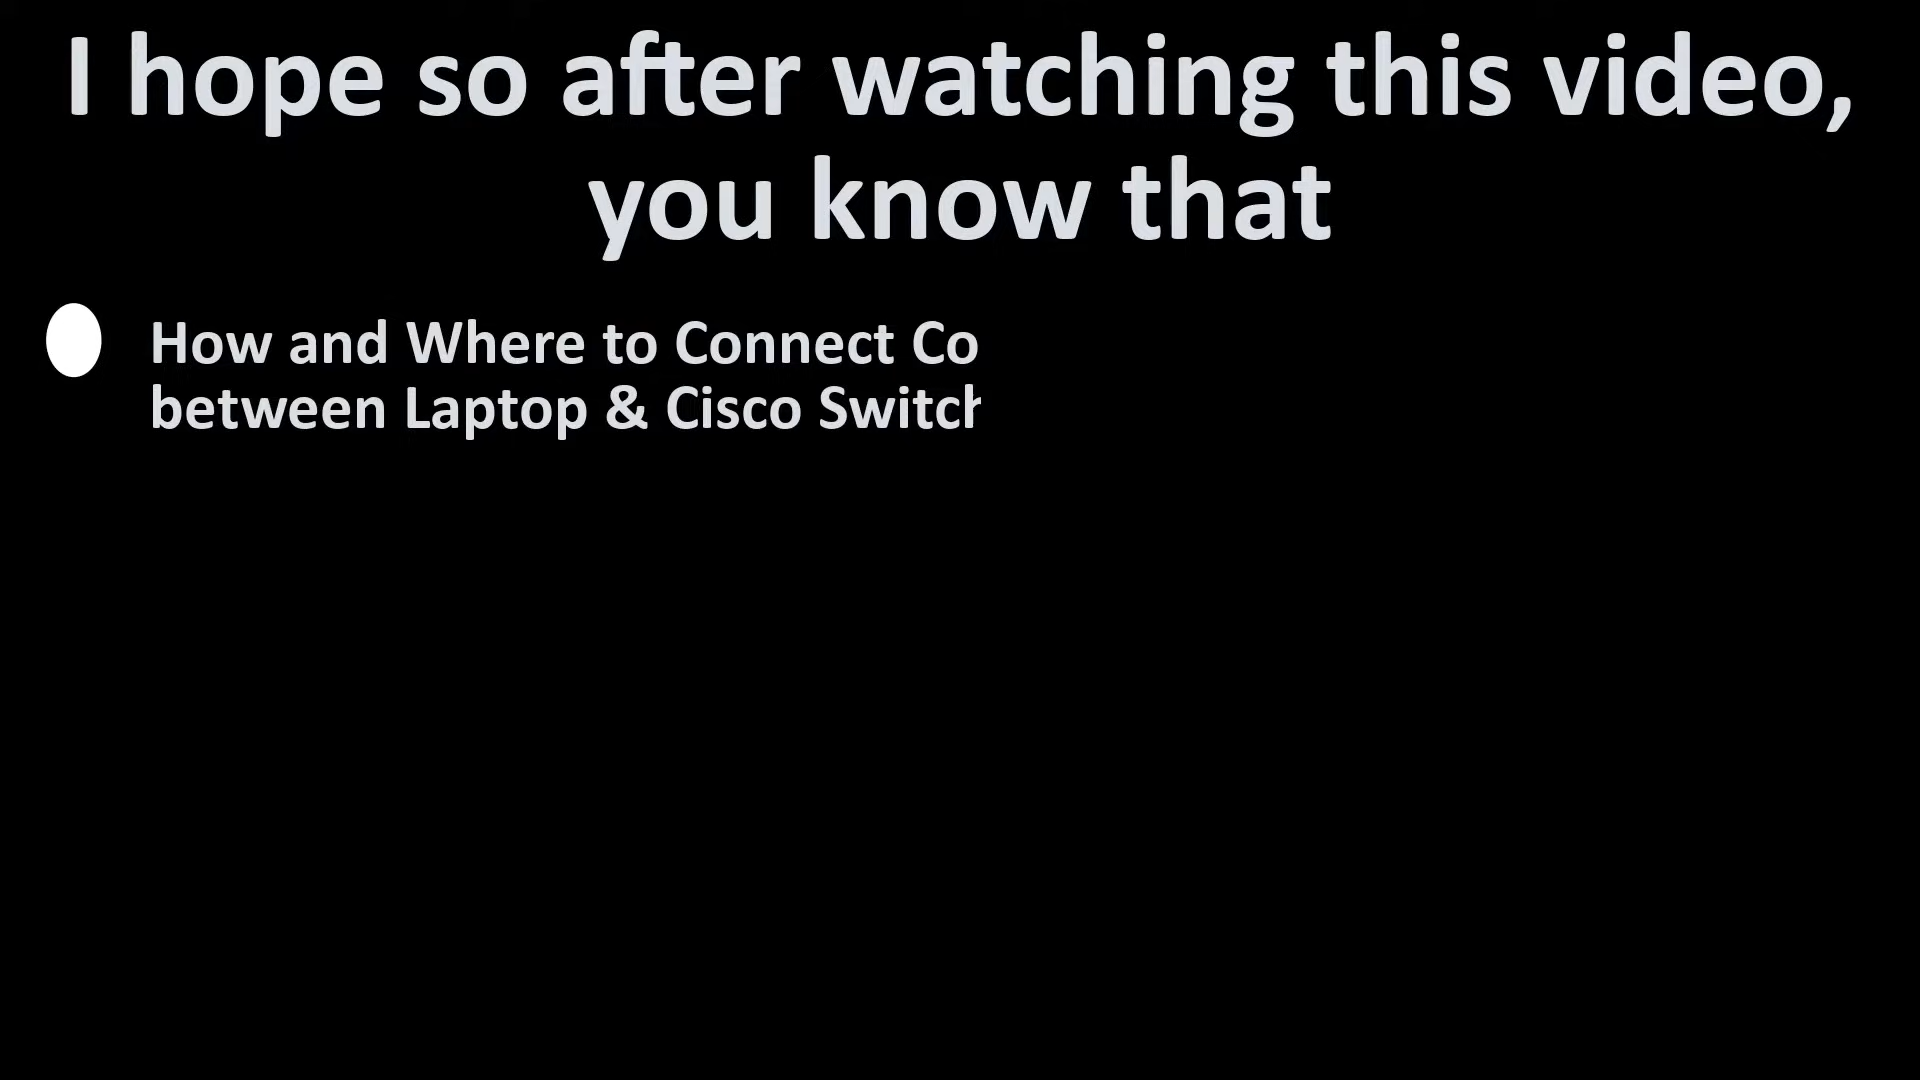 I hope so after watching this video,
you know that
How and Where to Connect Co
between Laptop & Cisco Switch